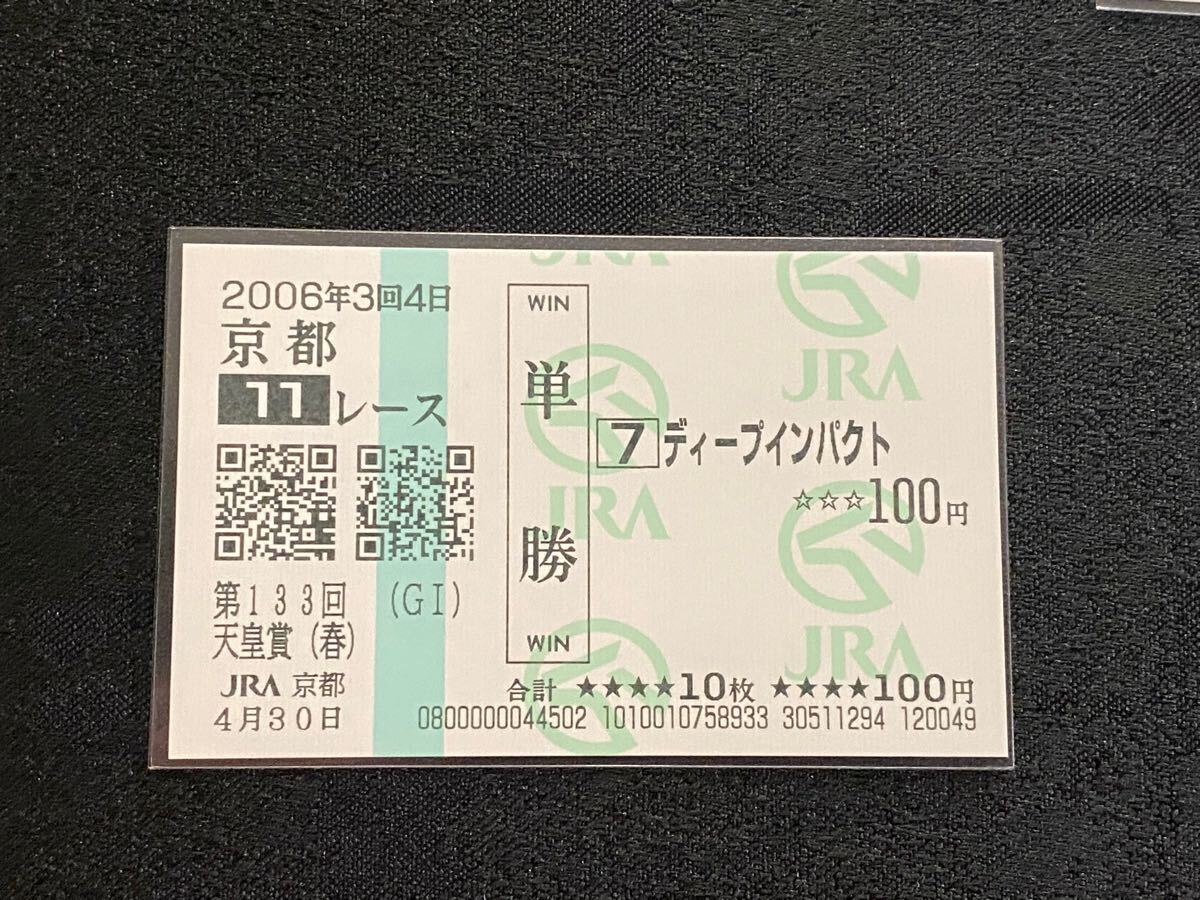 2006年3回4日
京都
11レース
第133回 (GI)
天皇賞(春)
JRA 京都
4月30日
WIN
単勝
WIN
7 ディープインパクト
☆☆☆100円
合計 ★★★★10枚 ★★★★100円
0800000044502 1010010758933 30511294 120049
JRA
JRA
JRA
JRA